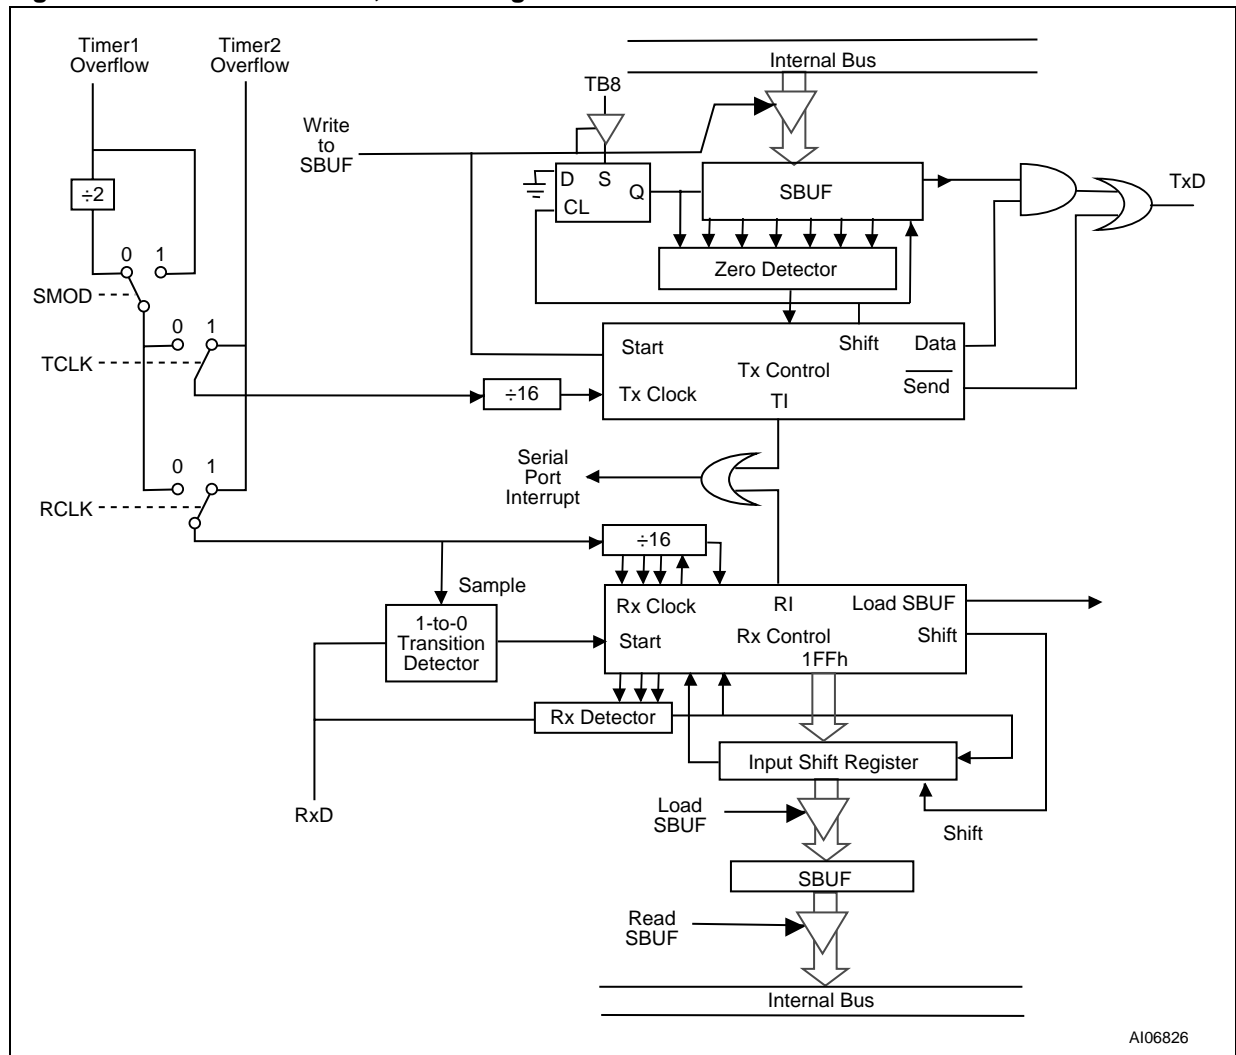 Timer1
Overflow
Timer2
Overflow
Internal Bus
TB8
Write
to
SBUF
D
S
Q
CL
SBUF
TxD
÷2
Zero Detector
0
1
SMOD
0
1
TCLK
Start
Shift
Data
Tx Control
Send
÷16
Tx Clock
TI
Serial
Port
Interrupt
0
1
RCLK
÷16
Sample
Rx Clock
RI
Load SBUF
1-to-0
Transition
Detector
Start
Rx Control
Shift
1FFh
Rx Detector
Input Shift Register
RxD
Load
SBUF
Shift
SBUF
Read
SBUF
Internal Bus
AI06826